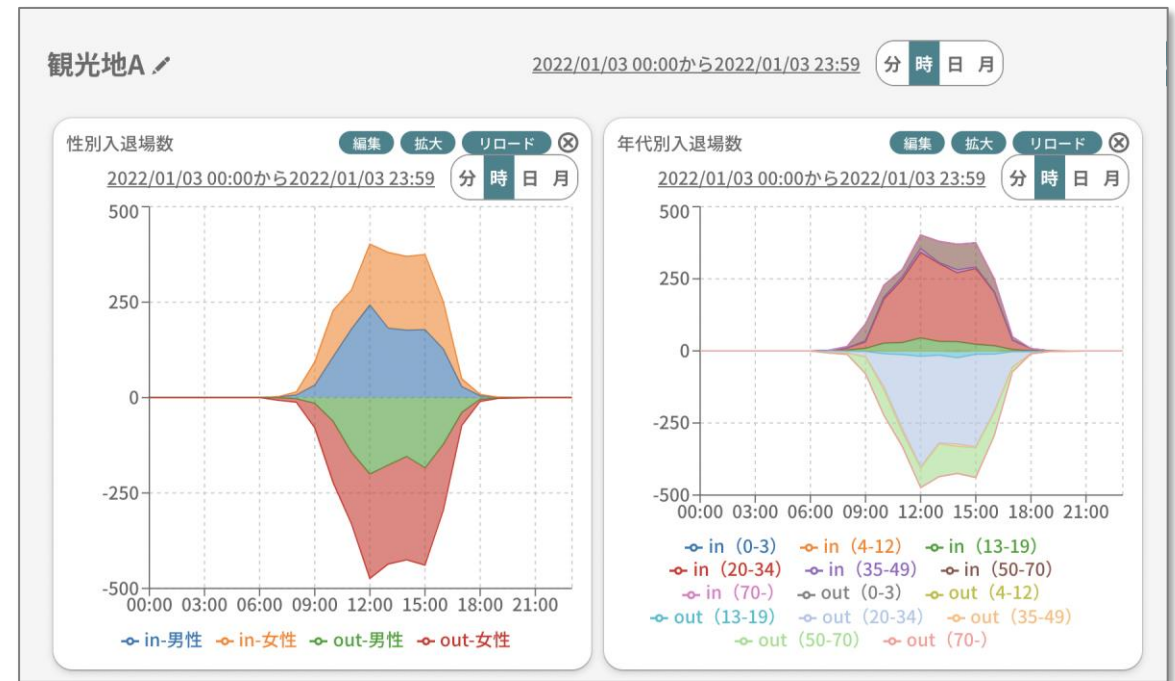 観光地A
2022/01/03 00:00から2022/01/03 23:59 分 時 日 月
性別入退場数 編集 拡大 リロード
2022/01/03 00:00から2022/01/03 23:59 分 時 日 月
500
250
0
-250
-500
00:00 03:00 06:00 09:00 12:00 15:00 18:00 21:00
in-男性 in-女性 out-男性 out-女性
年代別入退場数 編集 拡大 リロード
2022/01/03 00:00から2022/01/03 23:59 分 時 日 月
500
250
0
-250
-500
00:00 03:00 06:00 09:00 12:00 15:00 18:00 21:00
in（0-3） in（4-12） in（13-19）
in（20-34） in（35-49） in（50-70）
in（70-） out（0-3） out（4-12）
out（13-19） out（20-34） out（35-49）
out（50-70） out（70-）